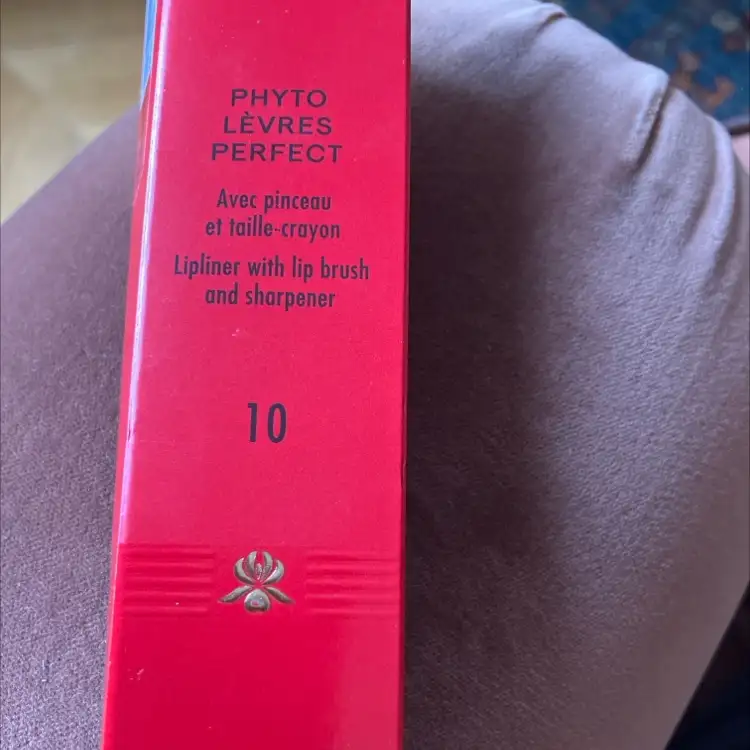 PHYTO
LÈVRES
PERFECT
Avec pinceau
et taille-crayon
Lipliner with lip brush
and sharpener
10